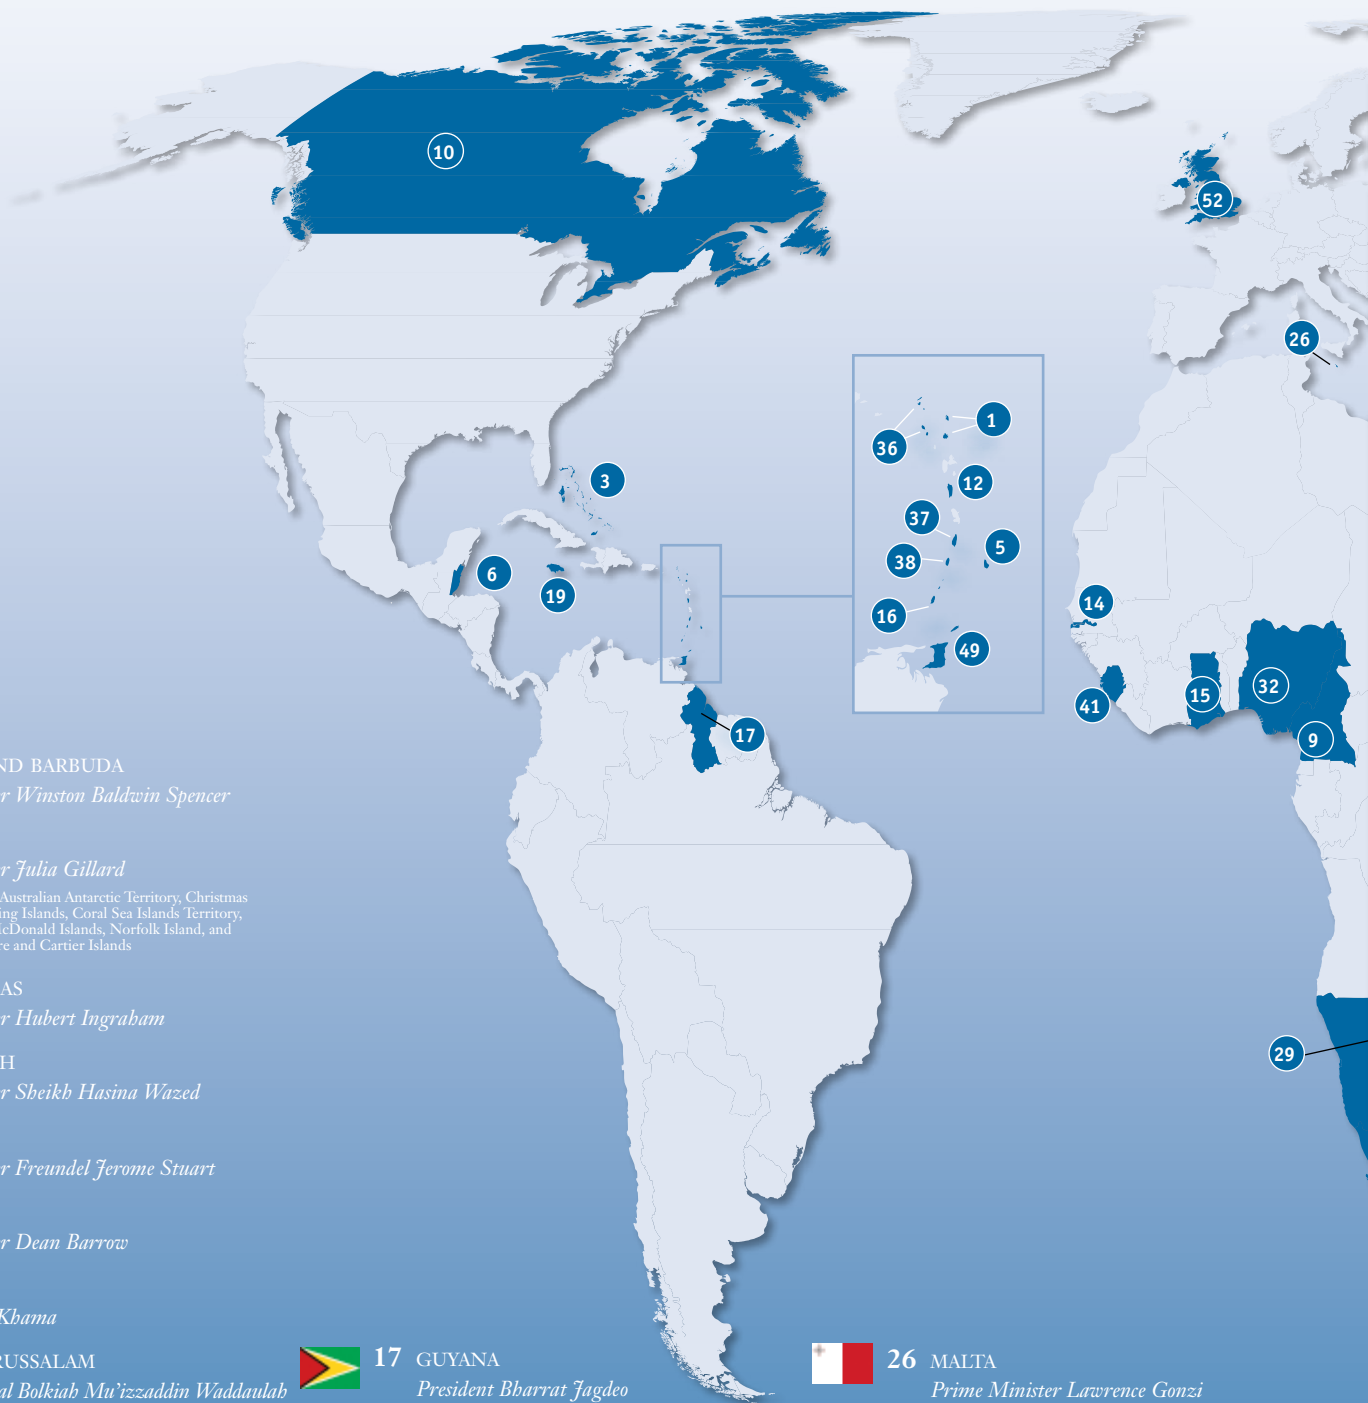 10
52
26
1
36
3
12
37
5
6
38
19
14
16
49
32
15
41
17
9
ND BARBUDA
r Winston Baldwin Spencer
r Julia Gillard
Australian Antarctic Territory, Christmas
ing Islands, Coral Sea Islands Territory,
McDonald Islands, Norfolk Island, and
re and Cartier Islands
AS
r Hubert Ingraham
29
H
r Sheikh Hasina Wazed
r Freundel Jerome Stuart
r Dean Barrow
Khama
RUSSALAM
al Bolkiah Mu’izzaddin Waddaulah
17 GUYANA
President Bharrat Jagdeo
26 MALTA
Prime Minister Lawrence Gonzi